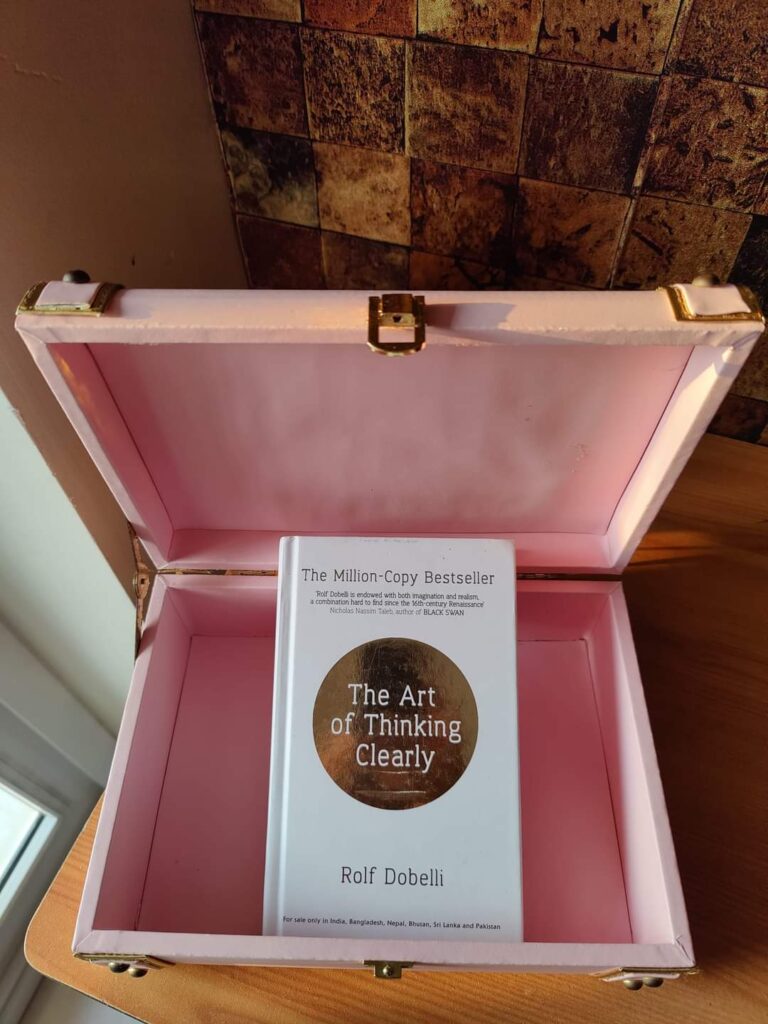 The Million-Copy Bestseller
'Rolf Dobelli is endowed with both imagination and realism,
a combination hard to find since the 16th-century Renaissance'
Nicholas Nassim Taleb, author of BLACK SWAN
The Art
of Thinking
Clearly
Rolf Dobelli
For sale only in India, Bangladesh, Nepal, Bhutan, Sri Lanka and Pakistan